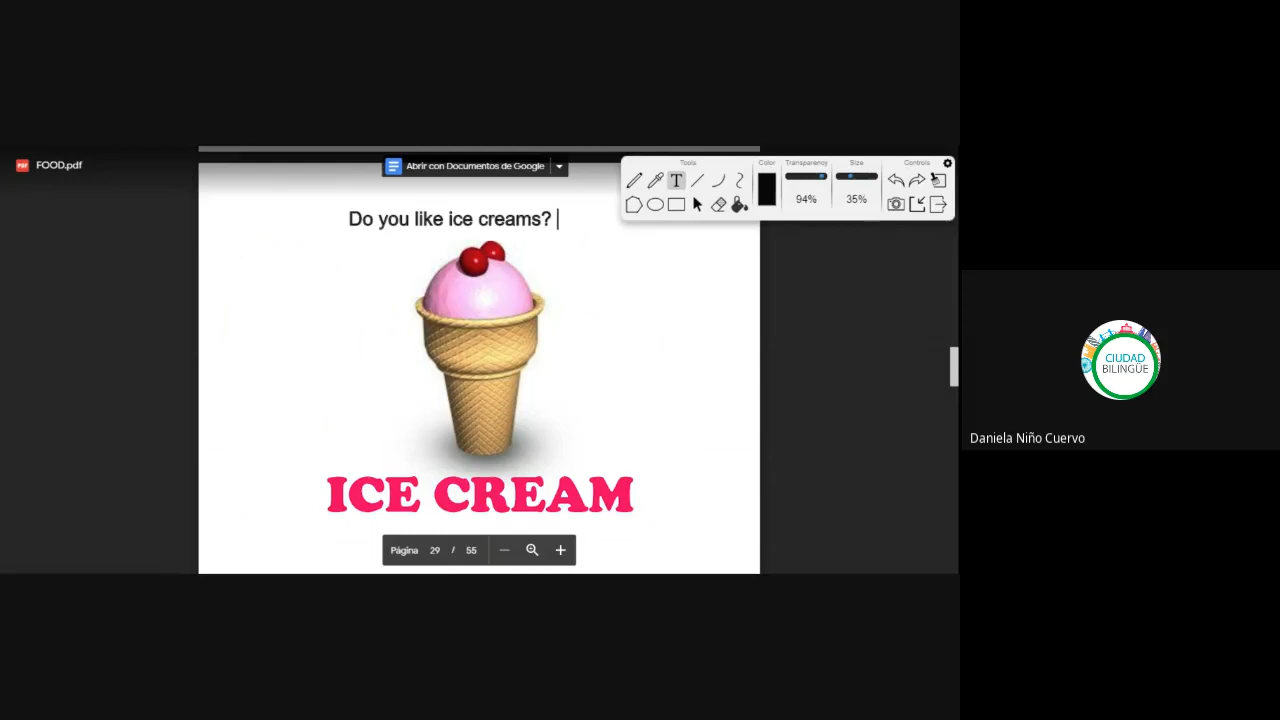 FOOD.pdf
Abrir con Documentos de Google
Tools
Color
Transparency
Size
Controls
94%
35%
Do you like ice creams?
ICE CREAM
Página 29 / 55
CIUDAD
BILINGÜE
Daniela Niño Cuervo